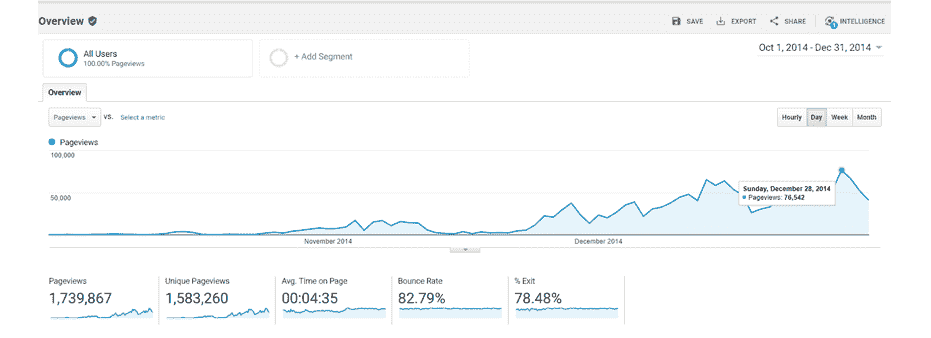 Overview
SAVE EXPORT SHARE 1 INTELLIGENCE
All Users
100.00% Pageviews
+ Add Segment
Oct 1, 2014 - Dec 31, 2014
Overview
Pageviews VS. Select a metric
Hourly Day Week Month
Pageviews
100,000
50,000
Sunday, December 28, 2014
Pageviews: 76,542
November 2014 December 2014
Pageviews
1,739,867
Unique Pageviews
1,583,260
Avg. Time on Page
00:04:35
Bounce Rate
82.79%
% Exit
78.48%